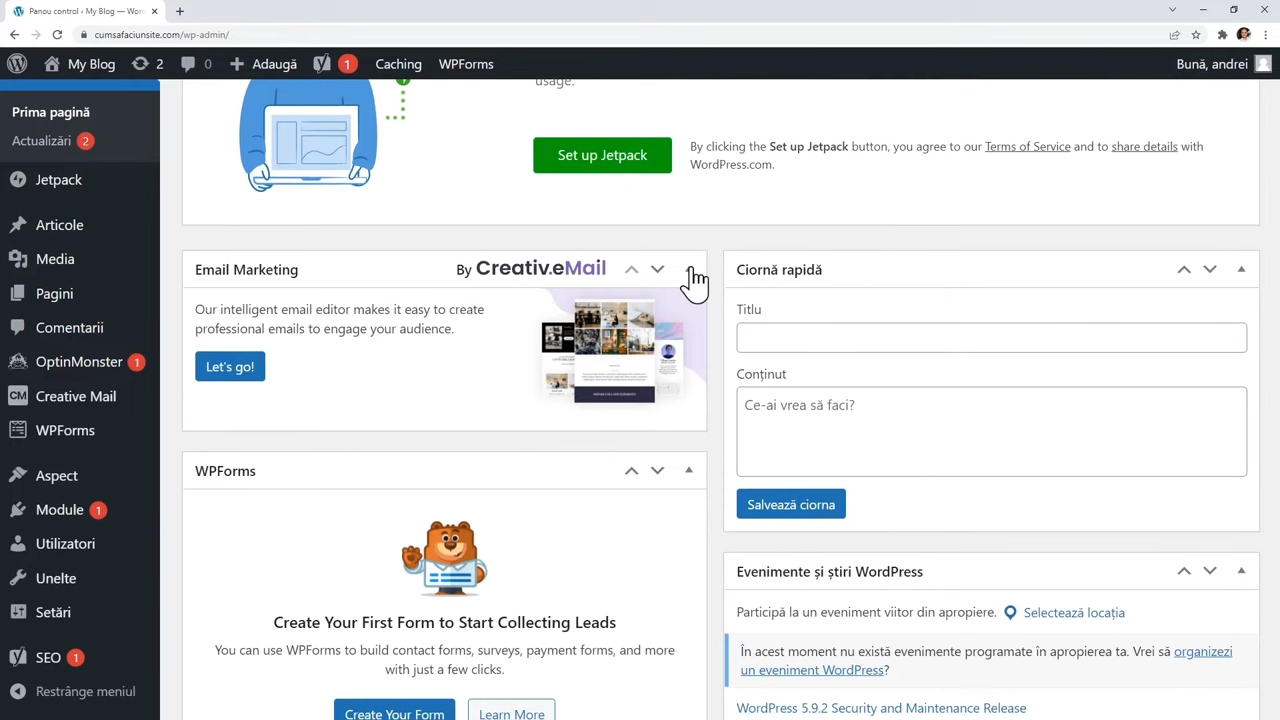 Panou control ‹ My Blog — Wor
cumsafaciunsite.com/wp-admin/
My Blog
2
0
Adaugă
1
Caching
WPForms
Bună, andrei
Prima pagină
Actualizări 2
Jetpack
Articole
Media
Pagini
Comentarii
OptinMonster 1
CM Creative Mail
WPForms
Aspect
Module 1
Utilizatori
Unelte
Setări
SEO 1
Restrânge meniul
usage.
Set up Jetpack
By clicking the Set up Jetpack button, you agree to our Terms of Service and to share details with
WordPress.com.
Email Marketing
By Creativ.eMail
Our intelligent email editor makes it easy to create
professional emails to engage your audience.
Let's go!
WPForms
Create Your First Form to Start Collecting Leads
You can use WPForms to build contact forms, surveys, payment forms, and more
with just a few clicks.
Create Your Form
Learn More
Ciornă rapidă
Titlu
Conținut
Ce-ai vrea să faci?
Salvează ciorna
Evenimente și știri WordPress
Participă la un eveniment viitor din apropiere.
Selectează locația
În acest moment nu există evenimente programate în apropierea ta. Vrei să organizezi
un eveniment WordPress?
WordPress 5.9.2 Security and Maintenance Release